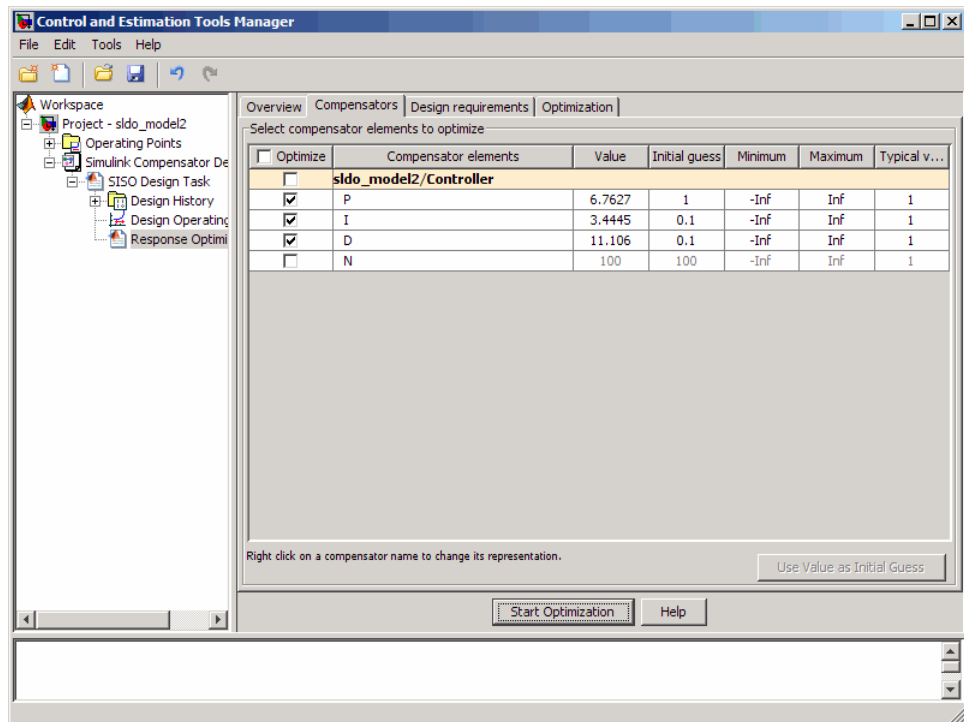 Control and Estimation Tools Manager
File Edit Tools Help
Workspace
Project - sldo_model2
Operating Points
Simulink Compensator De
SISO Design Task
Design History
Design Operating
Response Optimi
Overview Compensators Design requirements Optimization
Select compensator elements to optimize
Optimize Compensator elements Value Initial guess Minimum Maximum Typical v...
sldo_model2/Controller
P 6.7627 1 -Inf Inf 1
I 3.4445 0.1 -Inf Inf 1
D 11.106 0.1 -Inf Inf 1
N 100 100 -Inf Inf 1
Right click on a compensator name to change its representation.
Use Value as Initial Guess
Start Optimization Help